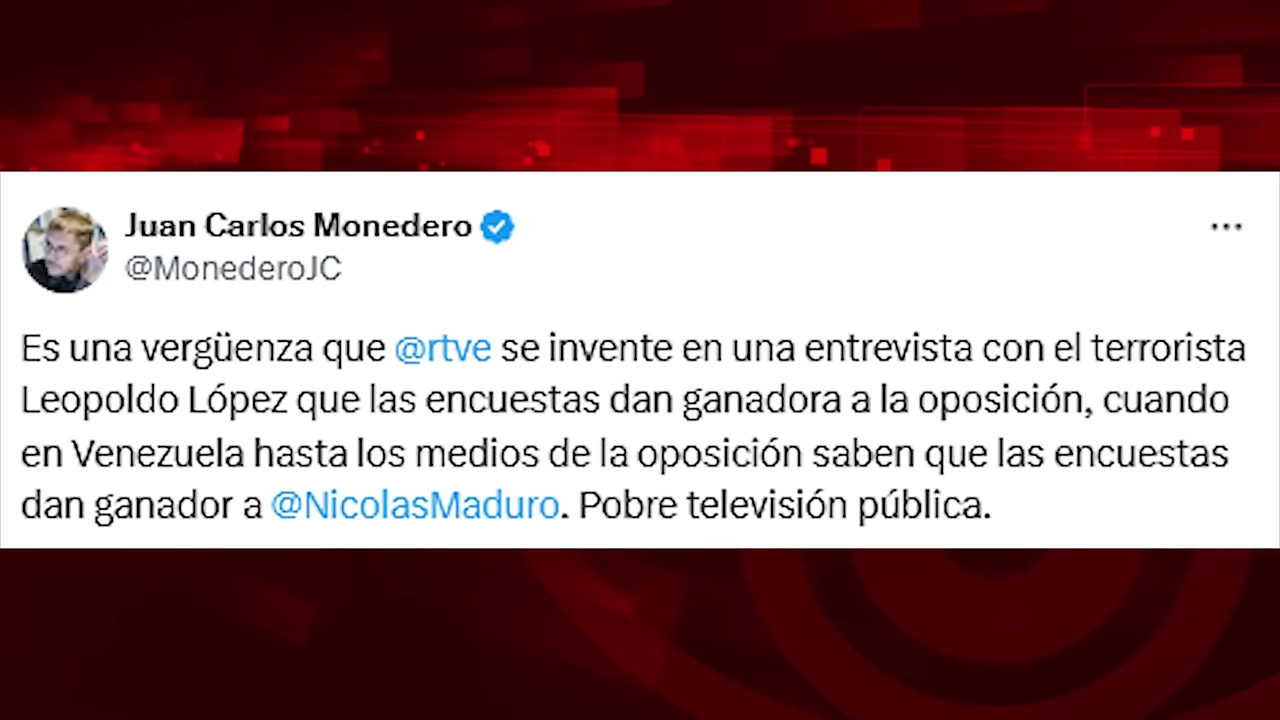 Juan Carlos Monedero
@MonederoJC
Es una vergüenza que @rtve se invente en una entrevista con el terrorista
Leopoldo López que las encuestas dan ganadora a la oposición, cuando
en Venezuela hasta los medios de la oposición saben que las encuestas
dan ganador a @NicolasMaduro. Pobre televisión pública.